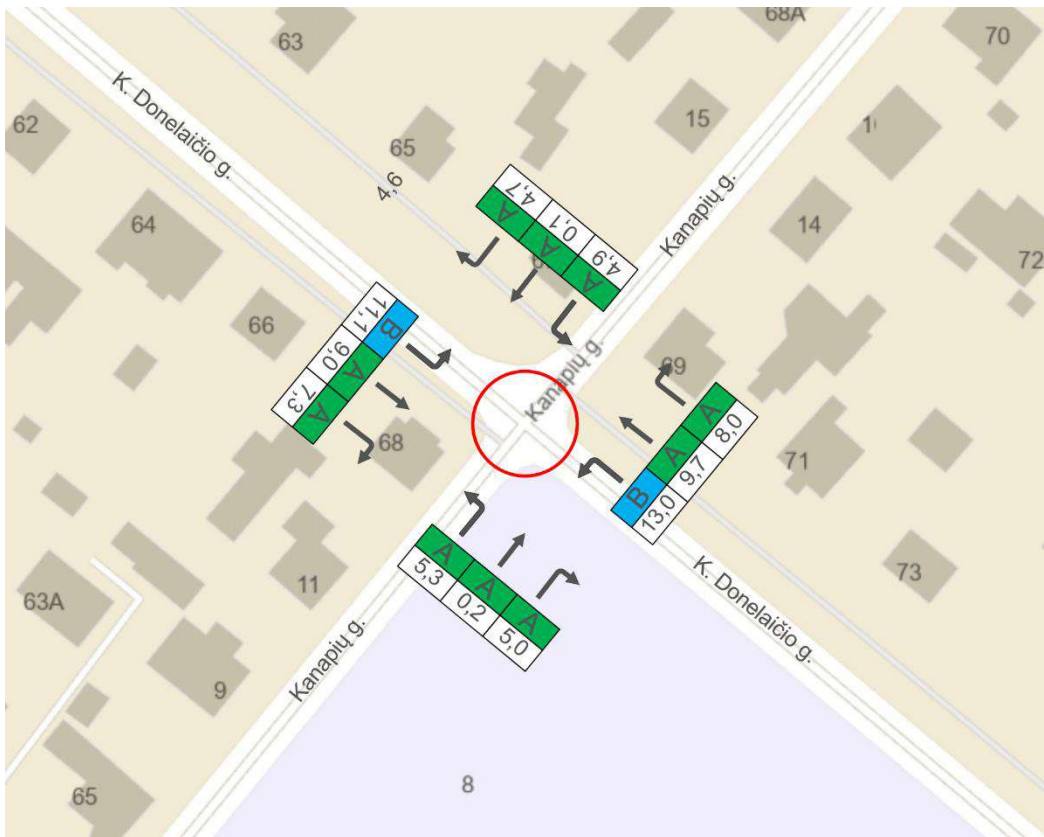 63
68A
70
K. Donelaičio g.
15
62
65
4,6
Kanapių g.
4,7
0,1
4,9
A
A
A
14
64
72
11,1
9,0
7,3
B
A
A
66
Kanapių g.
69
A
A
B
8,0
9,7
13,0
68
71
A
A
A
5,3
0,2
5,0
73
11
63A
K. Donelaičio g.
Kanapių g.
9
8
65